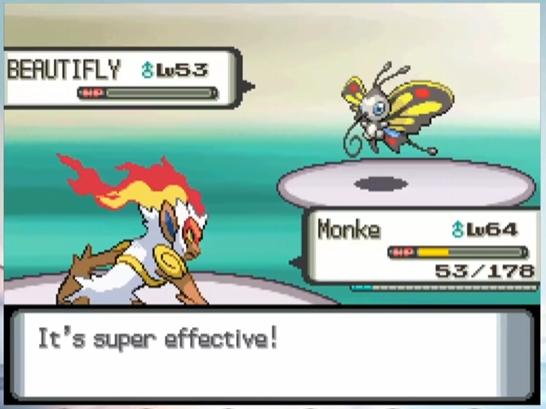 BEAUTIFLY ♂Lv53
HP
Monke ♂Lv64
HP
53/178
It's super effective!